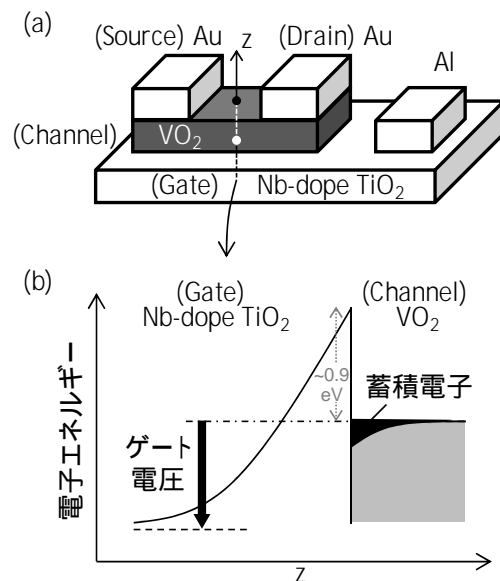 (a)
(Source) Au
z
(Drain) Au
Al
(Channel)
VO₂
(Gate)
Nb-dope TiO₂
(b)
(Gate)
Nb-dope TiO₂
(Channel)
VO₂
~0.9
eV
蓄積電子
ゲート
電圧
電子エネルギー
z